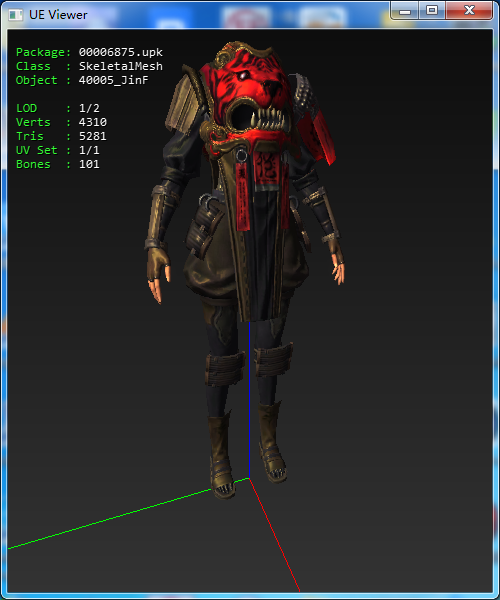 UE Viewer
Package: 00006875.upk
Class : SkeletalMesh
Object : 40005_JinF
LOD : 1/2
Verts : 4310
Tris : 5281
UV Set : 1/1
Bones : 101